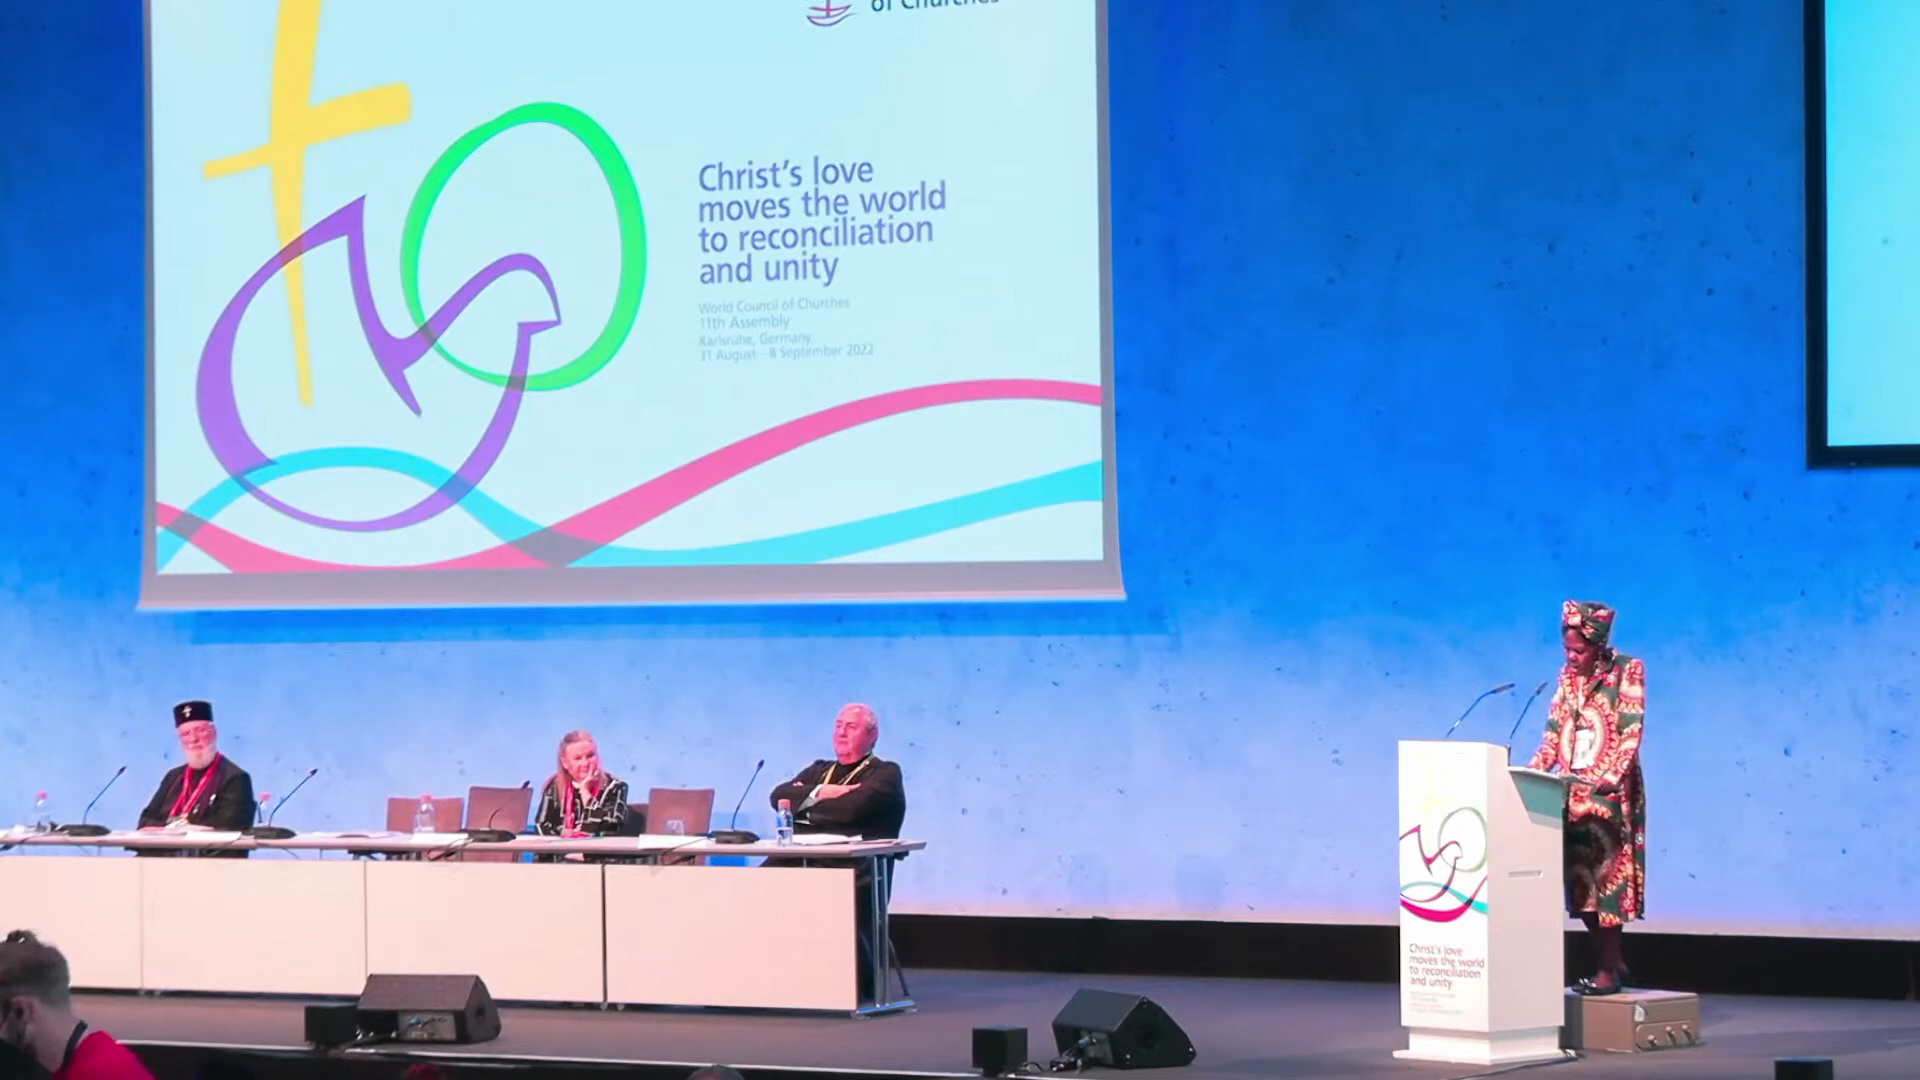 of Churches
Christ's love
moves the world
to reconciliation
and unity
World Council of Churches
11th Assembly
Karlsruhe, Germany
31 August – 8 September 2022
Christ's love
moves the world
to reconciliation
and unity